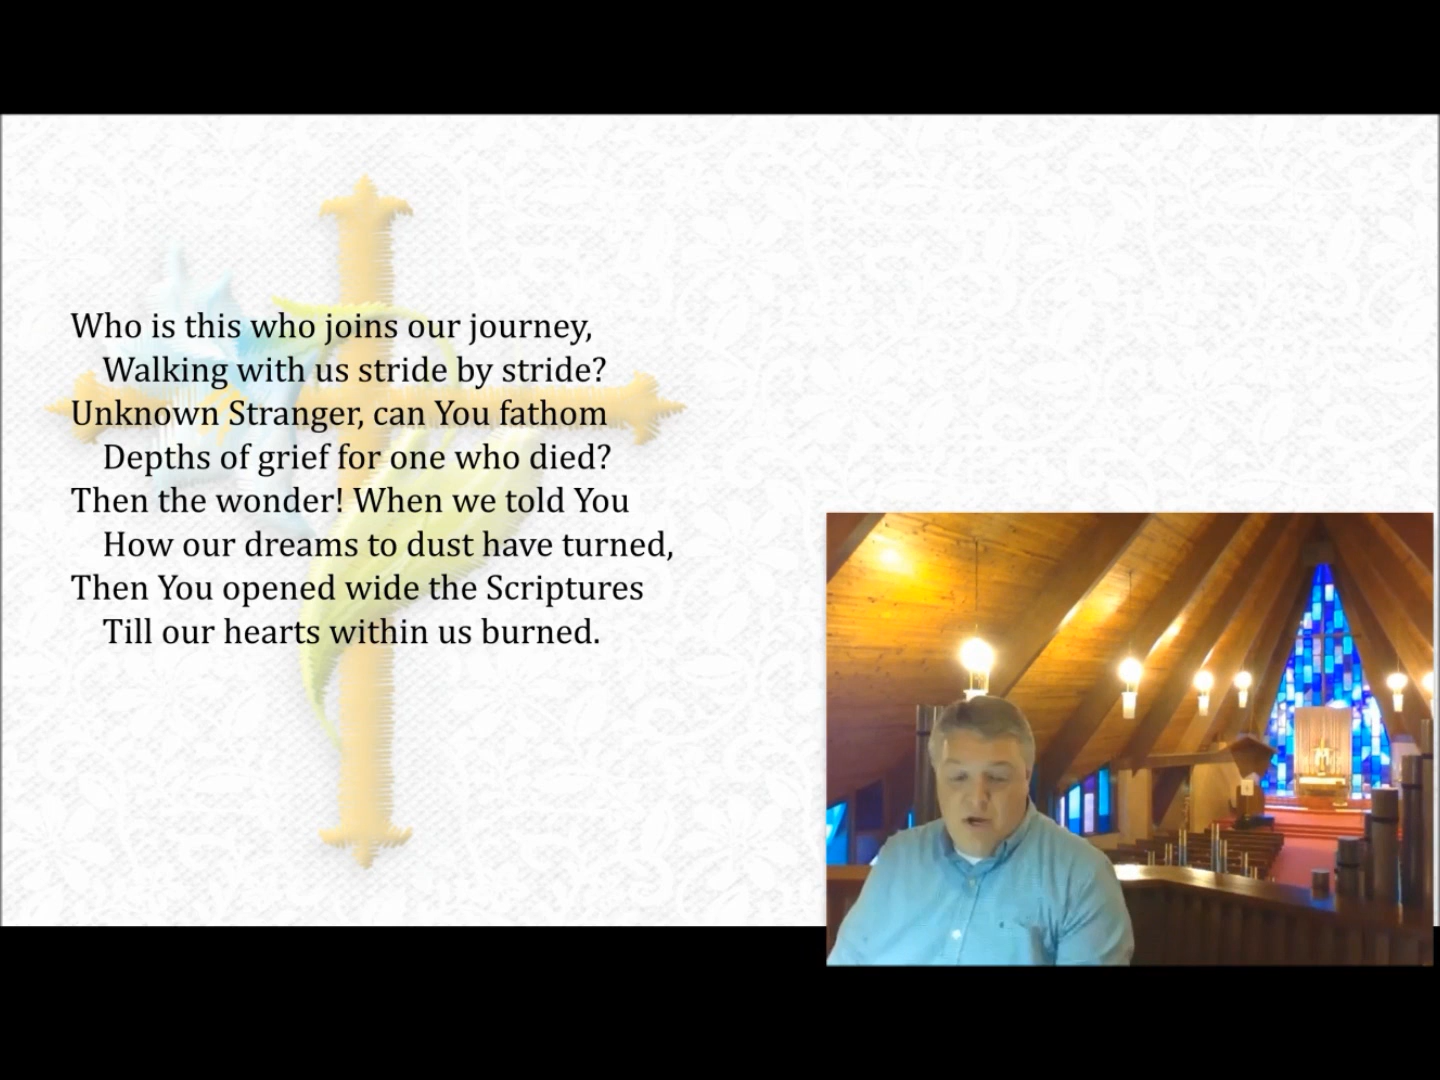 Who is this who joins our journey,
Walking with us stride by stride?
Unknown Stranger, can You fathom
Depths of grief for one who died?
Then the wonder! When we told You
How our dreams to dust have turned,
Then You opened wide the Scriptures
Till our hearts within us burned.